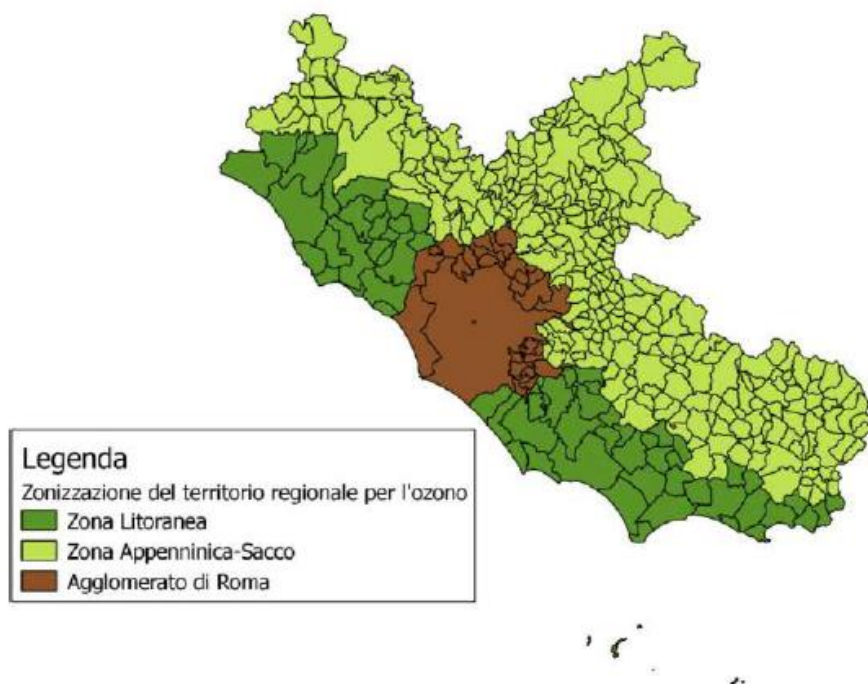 Legenda
Zonizzazione del territorio regionale per l'ozono
Zona Litoranea
Zona Appenninica-Sacco
Agglomerato di Roma